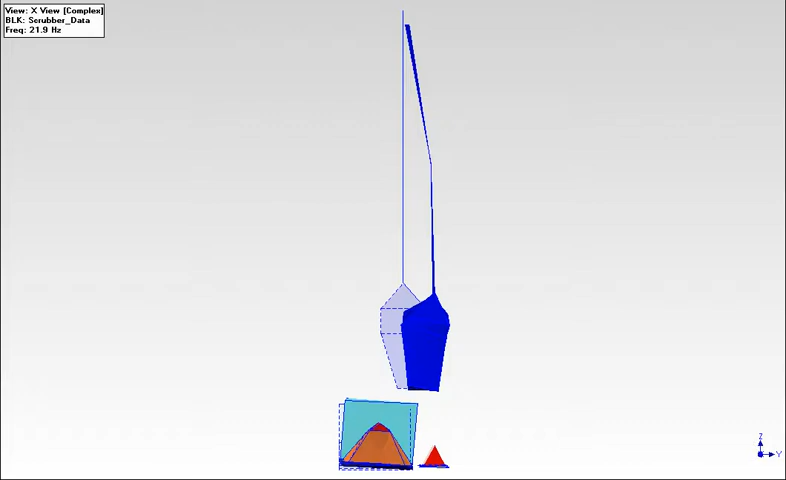 View: X View [Complex]
BLK: Scrubber_Data
Freq: 21.9 Hz
Z
Y